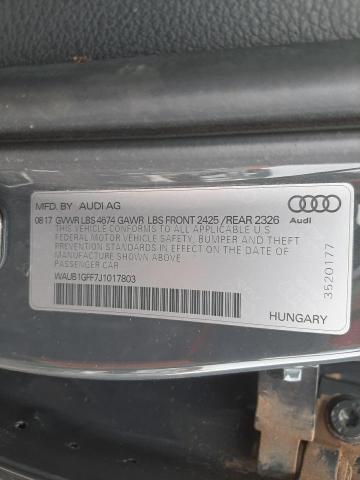 MFD. BY AUDI AG
08 17 GVWR LBS 4674 GAWR LBS FRONT 2425 /REAR 2326
THIS VEHICLE CONFORMS TO ALL APPLICABLE U.S
FEDERAL MOTOR VEHICLE SAFETY, BUMPER AND THEFT
PREVENTION STANDARDS IN EFFECT ON THE DATE OF
MANUFACTURE SHOWN ABOVE
PASSENGER CAR
WAUB1GFF7J1017803
Audi
3520177
HUNGARY